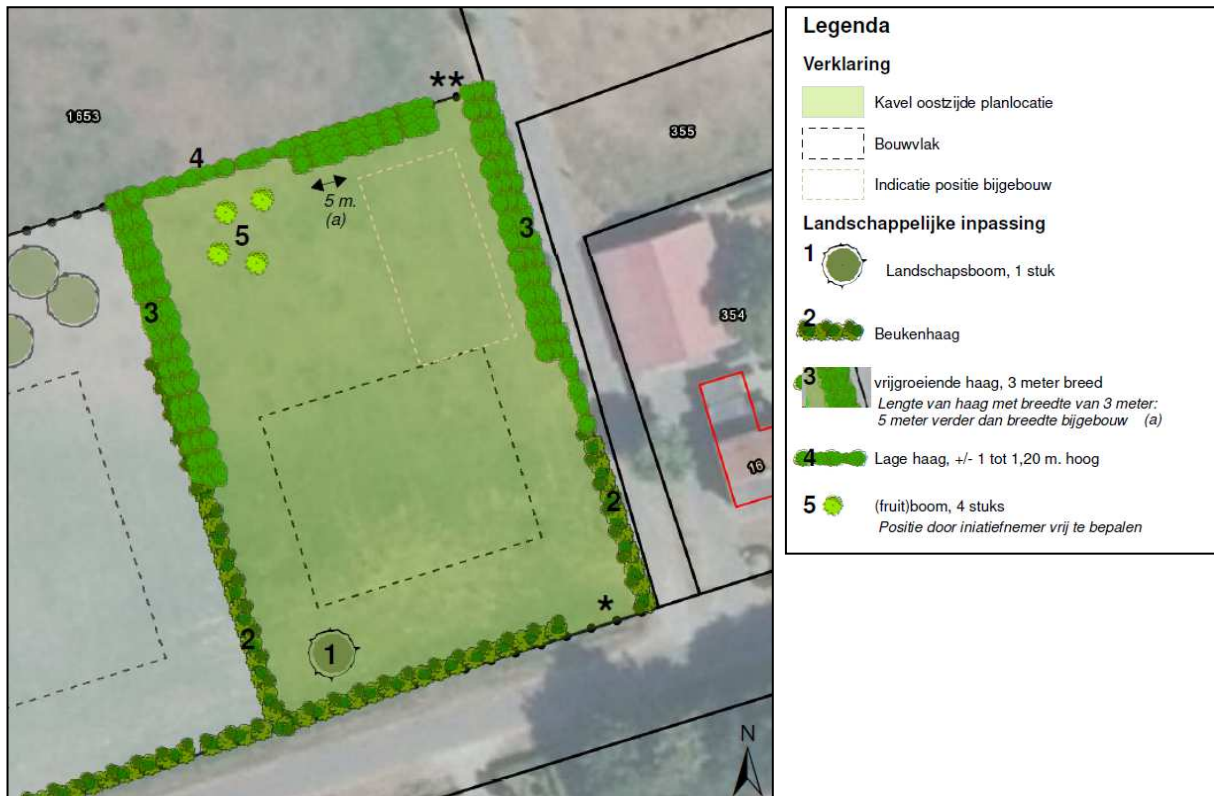 **
1653
355
4
5 m.
(a)
5
3
3
354
16
2
*
2
1
N
Legenda
Verklaring
Kavel oostzijde planlocatie
Bouwvlak
Indicatie positie bijgebouw
Landschappelijke inpassing
1 Landschapsboom, 1 stuk
2 Beukenhaag
3 vrijgroeiende haag, 3 meter breed
Lengte van haag met breedte van 3 meter:
5 meter verder dan breedte bijgebouw (a)
4 Lage haag, +/- 1 tot 1,20 m. hoog
5 (fruit)boom, 4 stuks
Positie door iniatiefnemer vrij te bepalen